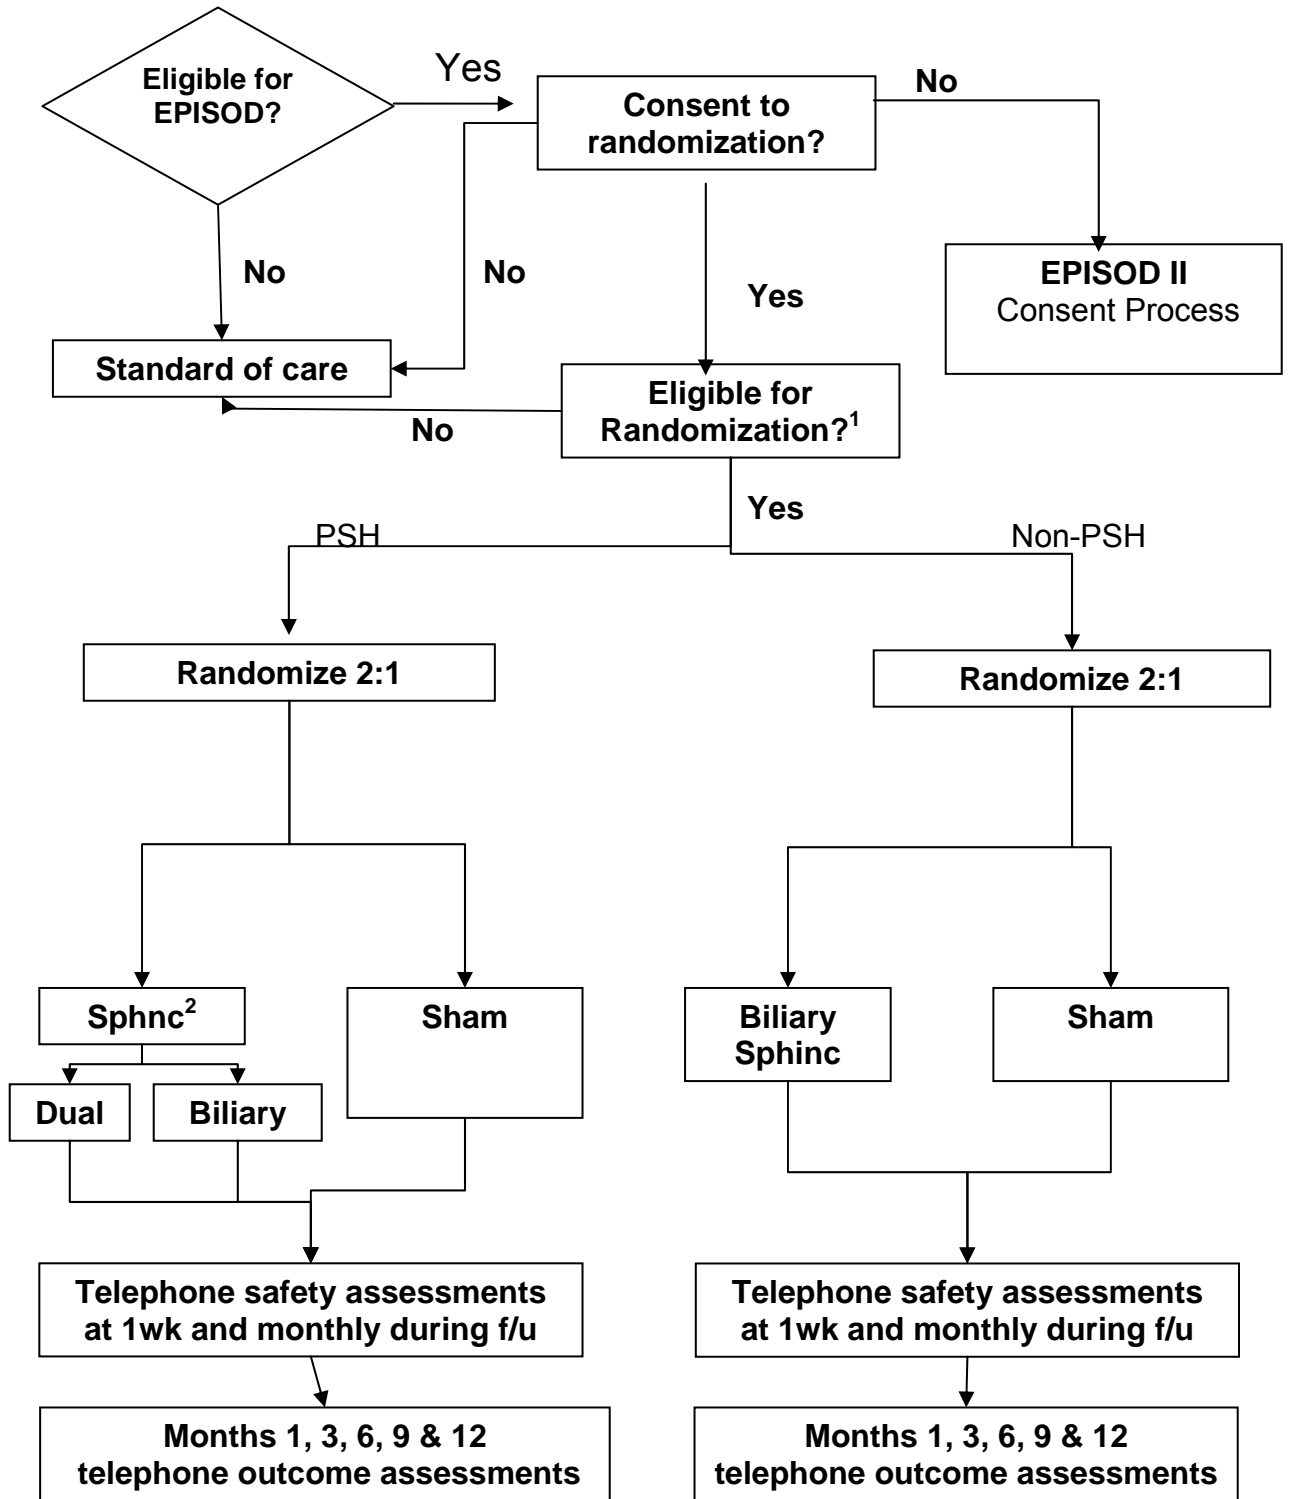 Eligible for
EPISOD?
Yes
Consent to
randomization?
No
No
No
Yes
EPISOD II
Consent Process
Standard of care
Eligible for
Randomization?¹
No
Yes
PSH
Non-PSH
Randomize 2:1
Randomize 2:1
Sphnc²
Sham
Biliary
Sphinc
Sham
Dual
Biliary
Telephone safety assessments
at 1wk and monthly during f/u
Telephone safety assessments
at 1wk and monthly during f/u
Months 1, 3, 6, 9 & 12
telephone outcome assessments
Months 1, 3, 6, 9 & 12
telephone outcome assessments